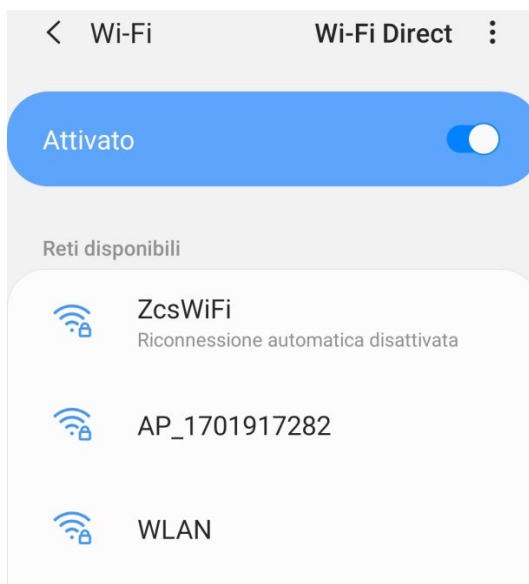 Wi-Fi Wi-Fi Direct
Attivato
Reti disponibili
ZcsWiFi
Riconnessione automatica disattivata
AP_1701917282
WLAN